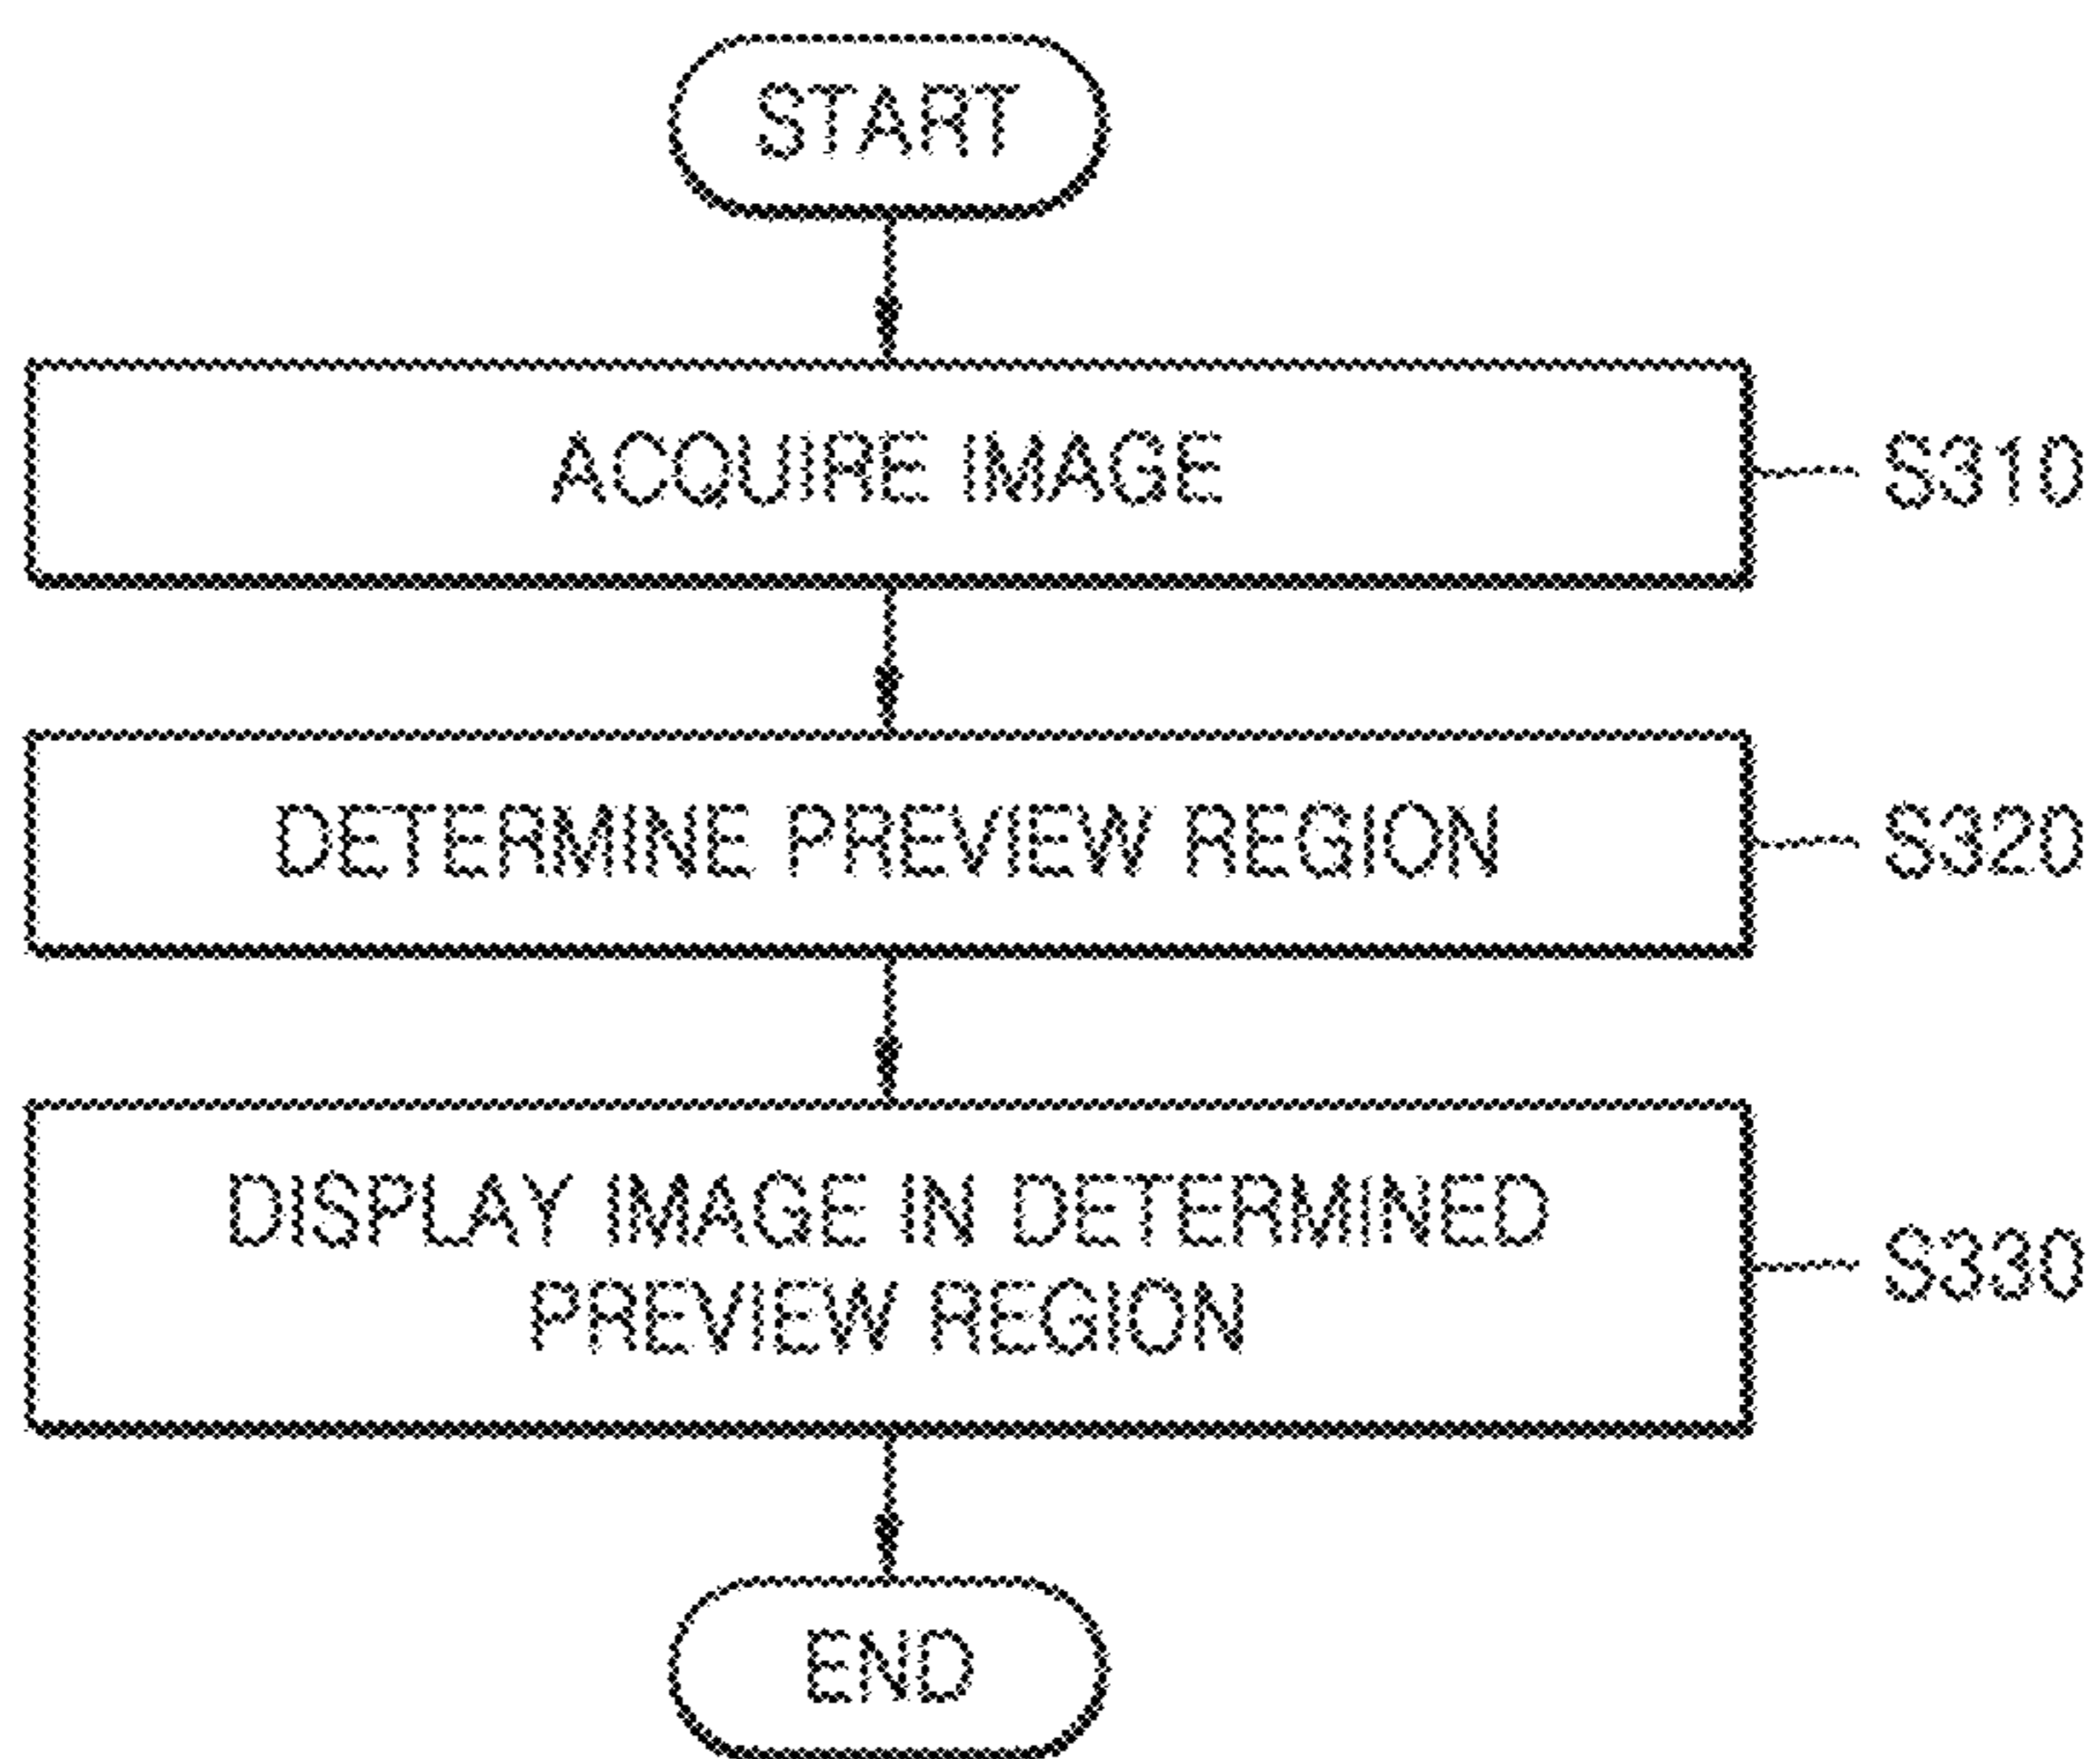 START
ACQUIRE IMAGE
S310
DETERMINE PREVIEW REGION
S320
DISPLAY IMAGE IN DETERMINED
PREVIEW REGION
S330
END